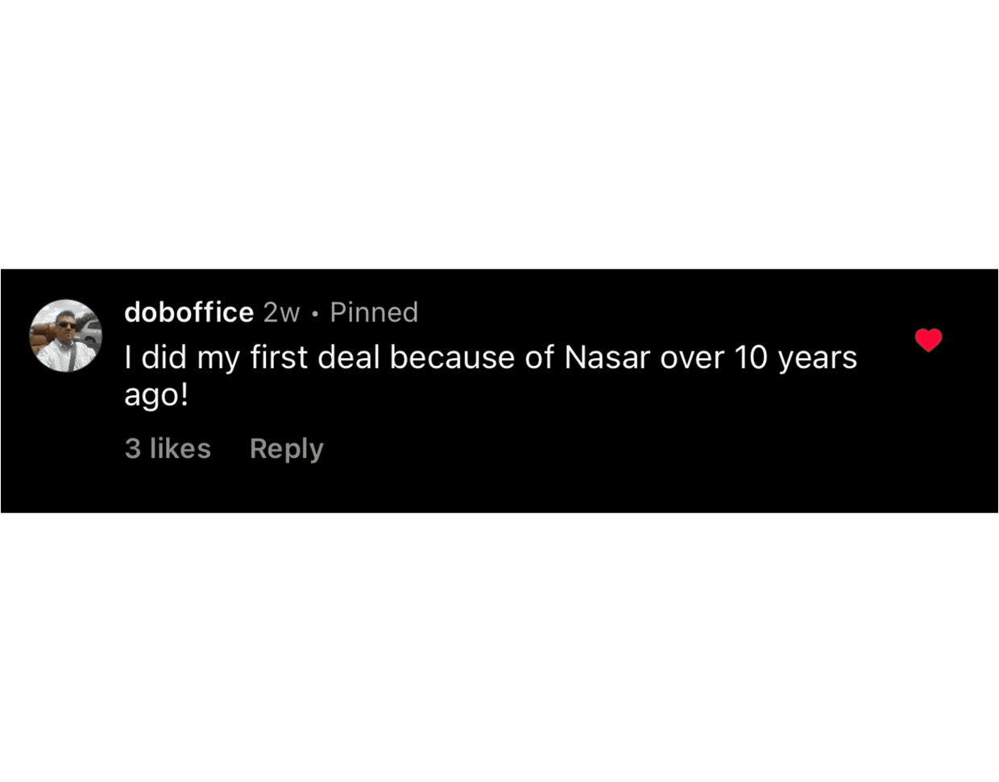 doboffice 2w • Pinned
I did my first deal because of Nasar over 10 years
ago!
3 likes Reply